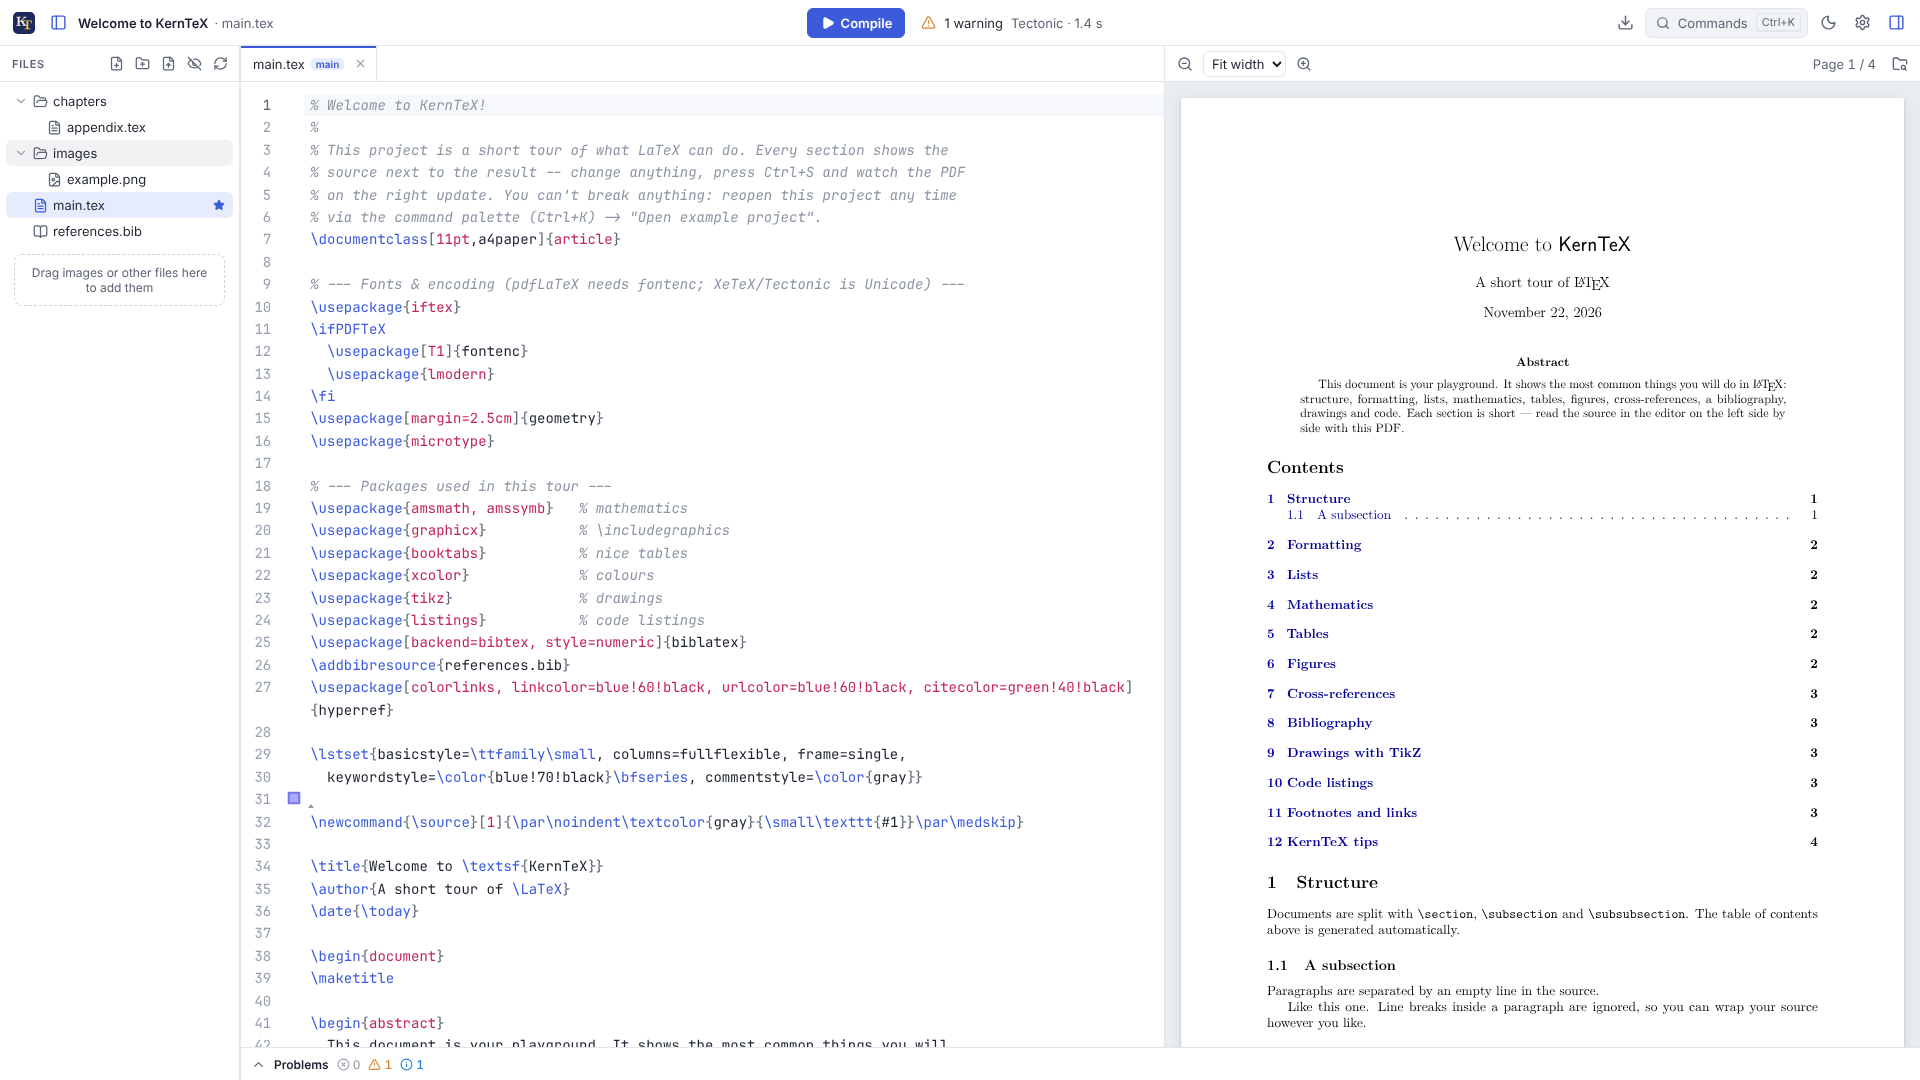 KT Welcome to KernTeX · main.tex
Compile
1 warning Tectonic · 1.4 s
Commands Ctrl+K
FILES
chapters
appendix.tex
images
example.png
main.tex
references.bib
Drag images or other files here
to add them
main.tex main ×
1 % Welcome to KernTeX!
2 %
3 % This project is a short tour of what LaTeX can do. Every section shows the
4 % source next to the result -- change anything, press Ctrl+S and watch the PDF
5 % on the right update. You can't break anything: reopen this project any time
6 % via the command palette (Ctrl+K) -> "Open example project".
7 \documentclass[11pt,a4paper]{article}
8
9 % --- Fonts & encoding (pdfLaTeX needs fontenc; XeTeX/Tectonic is Unicode) ---
10 \usepackage{iftex}
11 \ifPDFTeX
12 \usepackage[T1]{fontenc}
13 \usepackage{lmodern}
14 \fi
15 \usepackage[margin=2.5cm]{geometry}
16 \usepackage{microtype}
17
18 % --- Packages used in this tour ---
19 \usepackage{amsmath, amssymb} % mathematics
20 \usepackage{graphicx} % \includegraphics
21 \usepackage{booktabs} % nice tables
22 \usepackage{xcolor} % colours
23 \usepackage{tikz} % drawings
24 \usepackage{listings} % code listings
25 \usepackage[backend=bibtex, style=numeric]{biblatex}
26 \addbibresource{references.bib}
27 \usepackage[colorlinks, linkcolor=blue!60!black, urlcolor=blue!60!black, citecolor=green!40!black]
{hyperref}
28
29 \lstset{basicstyle=\ttfamily\small, columns=fullflexible, frame=single,
30 keywordstyle=\color{blue!70!black}\bfseries, commentstyle=\color{gray}}
31
32 \newcommand{\source}[1]{\par\noindent\textcolor{gray}{\small\texttt{#1}}\par\medskip}
33
34 \title{Welcome to \textsf{KernTeX}}
35 \author{A short tour of \LaTeX}
36 \date{\today}
37
38 \begin{document}
39 \maketitle
40
41 \begin{abstract}
42 This document is your playground. It shows the most common things you will
Problems 0 1 1
Fit width
Page 1 / 4
Welcome to KernTeX
A short tour of LaTeX
November 22, 2026
Abstract
This document is your playground. It shows the most common things you will do in LaTeX:
structure, formatting, lists, mathematics, tables, figures, cross-references, a bibliography,
drawings and code. Each section is short — read the source in the editor on the left side by
side with this PDF.
Contents
1 Structure 1
1.1 A subsection . . . . . . . . . . . . . . . . . . . . . . . . . . . . . . . . . . . . . . 1
2 Formatting 2
3 Lists 2
4 Mathematics 2
5 Tables 2
6 Figures 2
7 Cross-references 3
8 Bibliography 3
9 Drawings with TikZ 3
10 Code listings 3
11 Footnotes and links 3
12 KernTeX tips 4
1 Structure
Documents are split with \section, \subsection and \subsubsection. The table of contents
above is generated automatically.
1.1 A subsection
Paragraphs are separated by an empty line in the source.
Like this one. Line breaks inside a paragraph are ignored, so you can wrap your source
however you like.